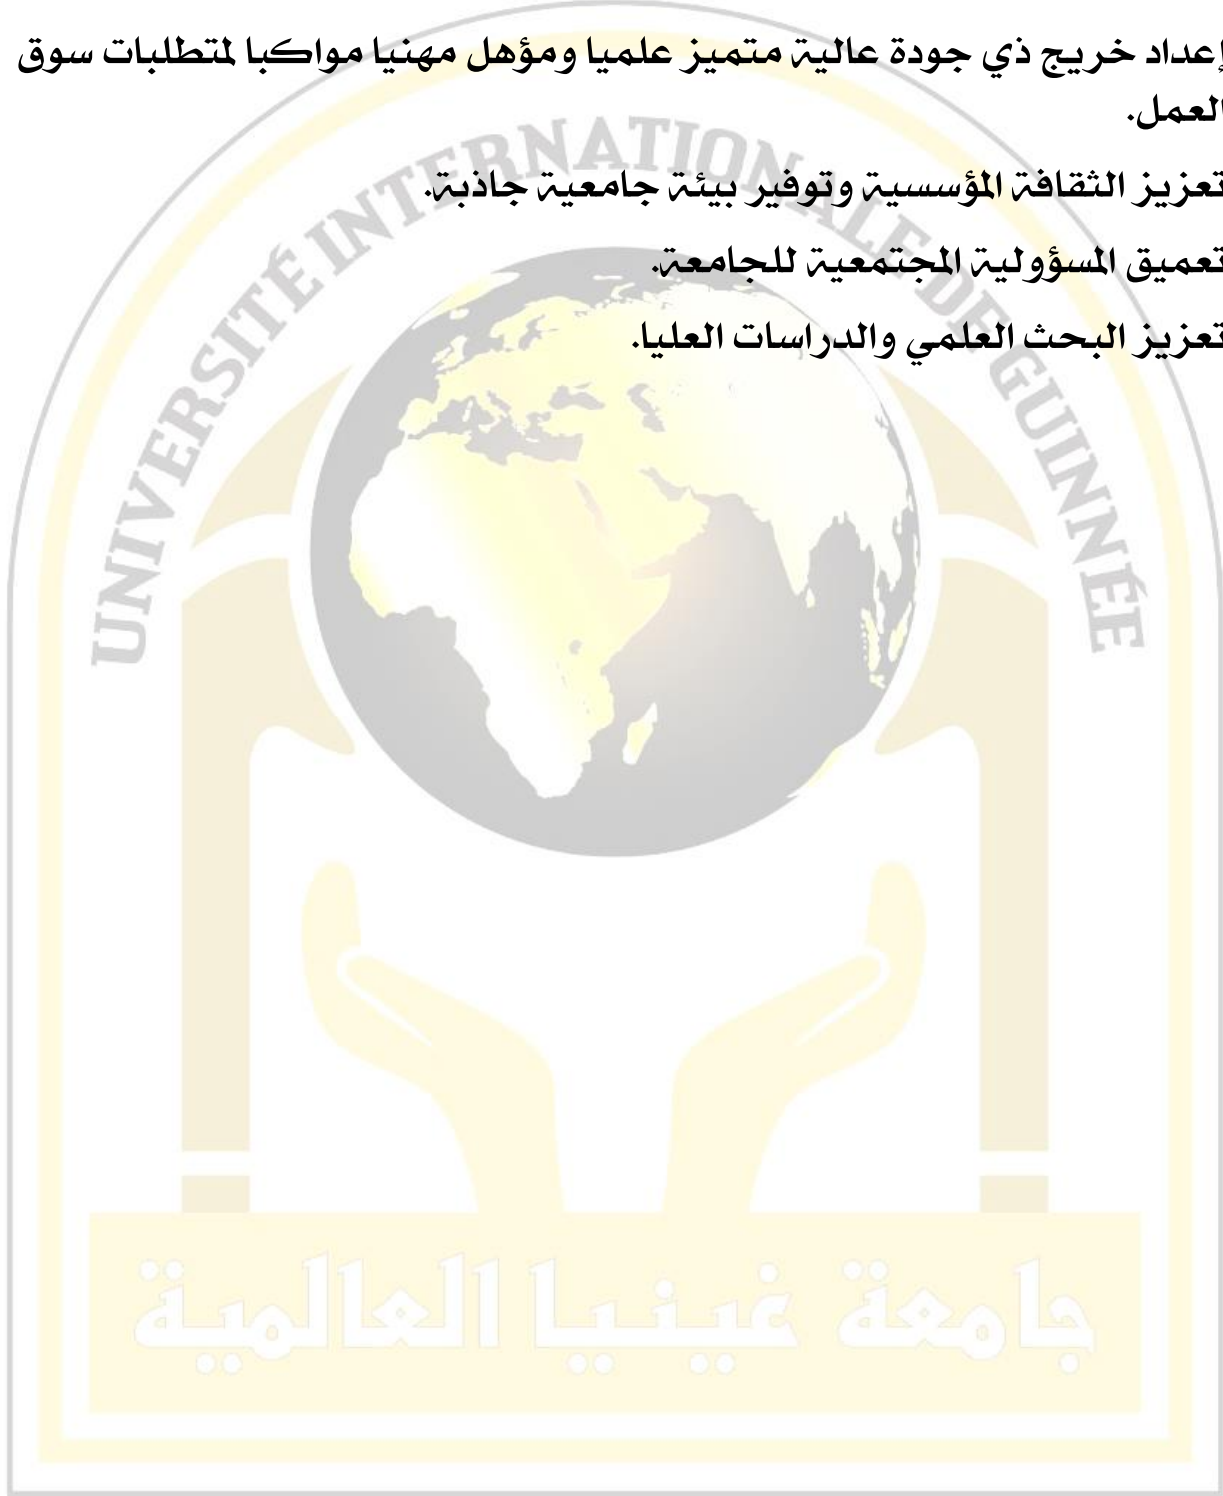 إعداد خريج ذي جودة عالية متميز علميا ومؤهل مهنيا مواكبا لمتطلبات سوق
العمل.
تعزيز الثقافة المؤسسية وتوفير بيئة جامعية جاذبة.
تعميق المسؤولية المجتمعية للجامعة.
تعزيز البحث العلمي والدراسات العليا.
UNIVERSITÉ INTERNATIONALE DE GUINNÉE
جامعة غينيا العالمية